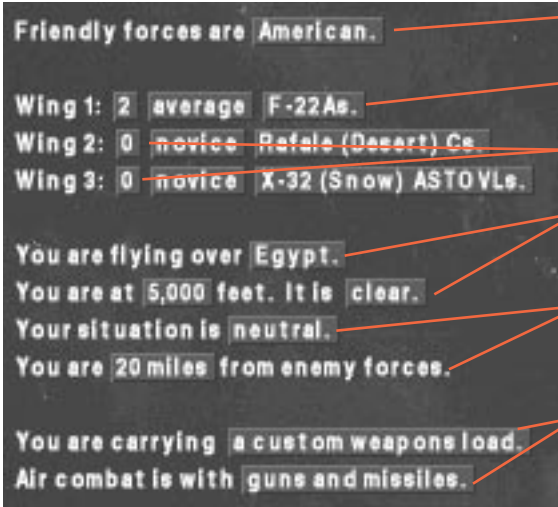 Friendly forces are American.
Wing 1: 2 average F-22As.
Wing 2: 0 novice Rafale (Desert) Cs.
Wing 3: 0 novice X-32 (Snow) ASTOVLs.
You are flying over Egypt.
You are at 5,000 feet. It is clear.
Your situation is neutral.
You are 20 miles from enemy forces.
You are carrying a custom weapons load.
Air combat is with guns and missiles.